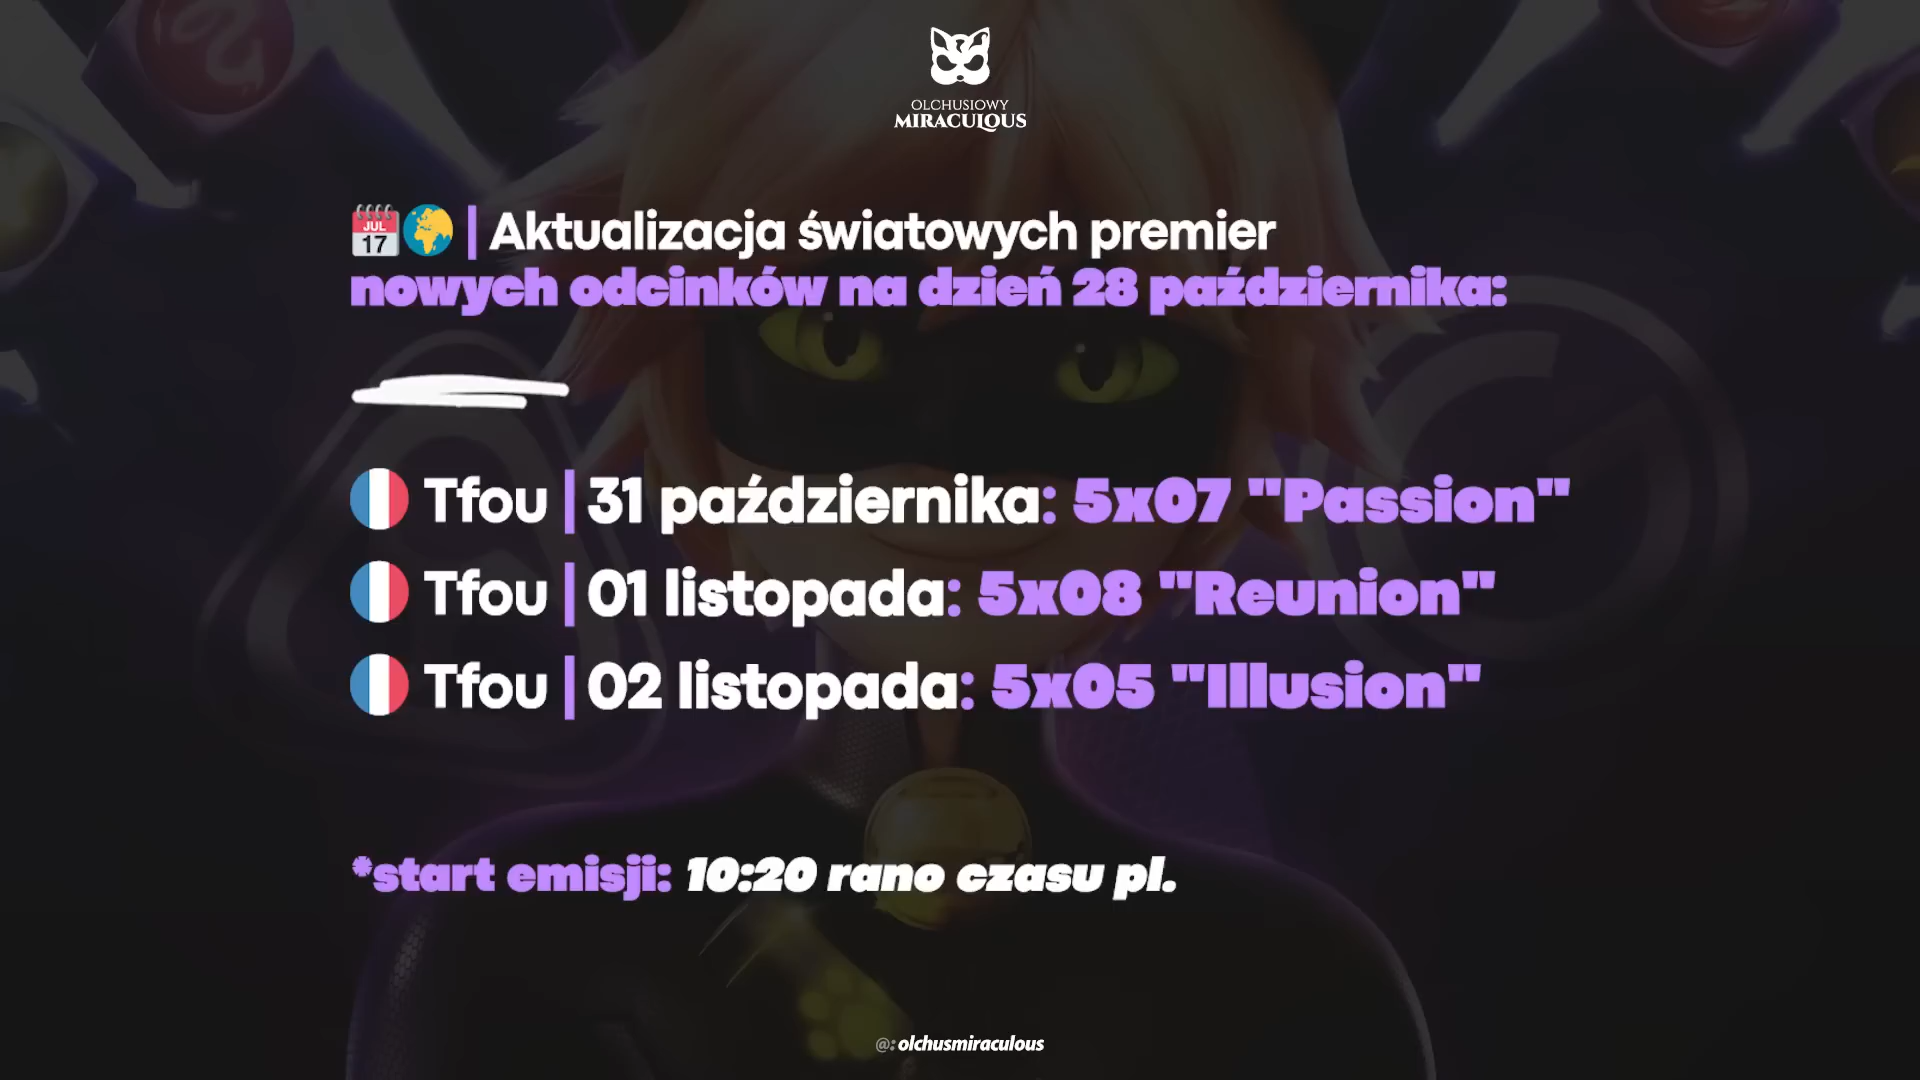 OLCHUSIOWY
MIRACULOUS
JUL
17
| Aktualizacja światowych premier
nowych odcinków na dzień 28 października:
Tfou | 31 października: 5x07 "Passion"
Tfou | 01 listopada: 5x08 "Reunion"
Tfou | 02 listopada: 5x05 "Illusion"
*start emisji: 10:20 rano czasu pl.
@: olchusmiraculous